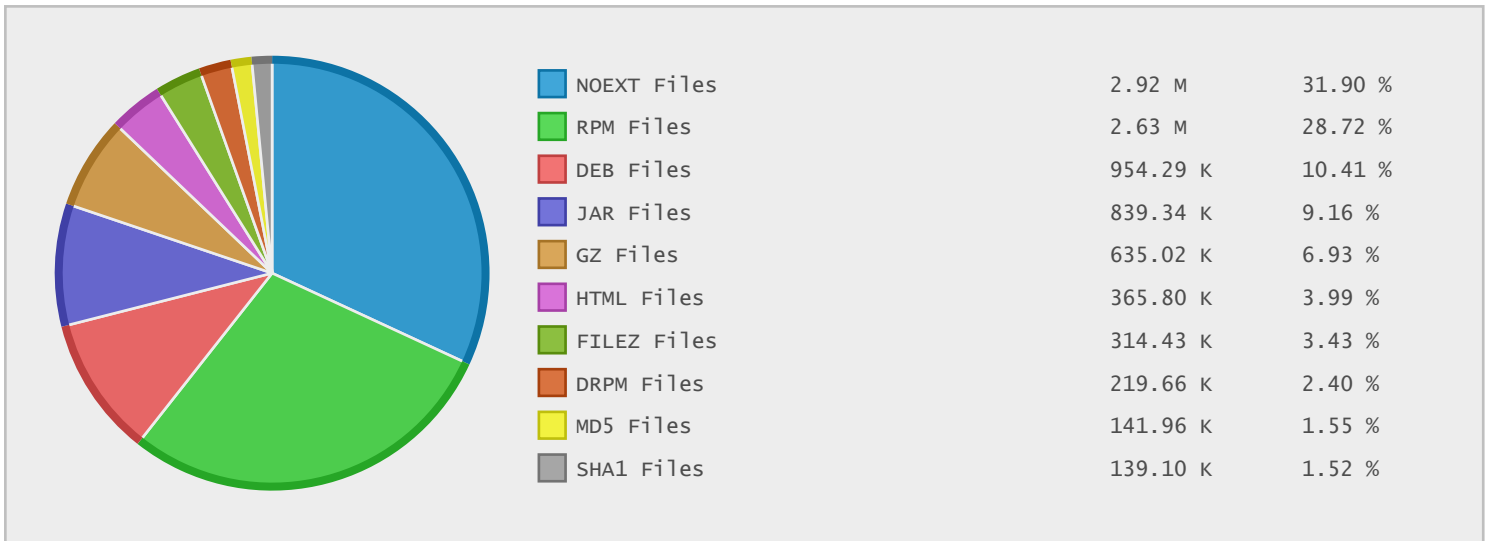 NOEXT Files 2.92 M 31.90 %
RPM Files 2.63 M 28.72 %
DEB Files 954.29 K 10.41 %
JAR Files 839.34 K 9.16 %
GZ Files 635.02 K 6.93 %
HTML Files 365.80 K 3.99 %
FILEZ Files 314.43 K 3.43 %
DRPM Files 219.66 K 2.40 %
MD5 Files 141.96 K 1.55 %
SHA1 Files 139.10 K 1.52 %